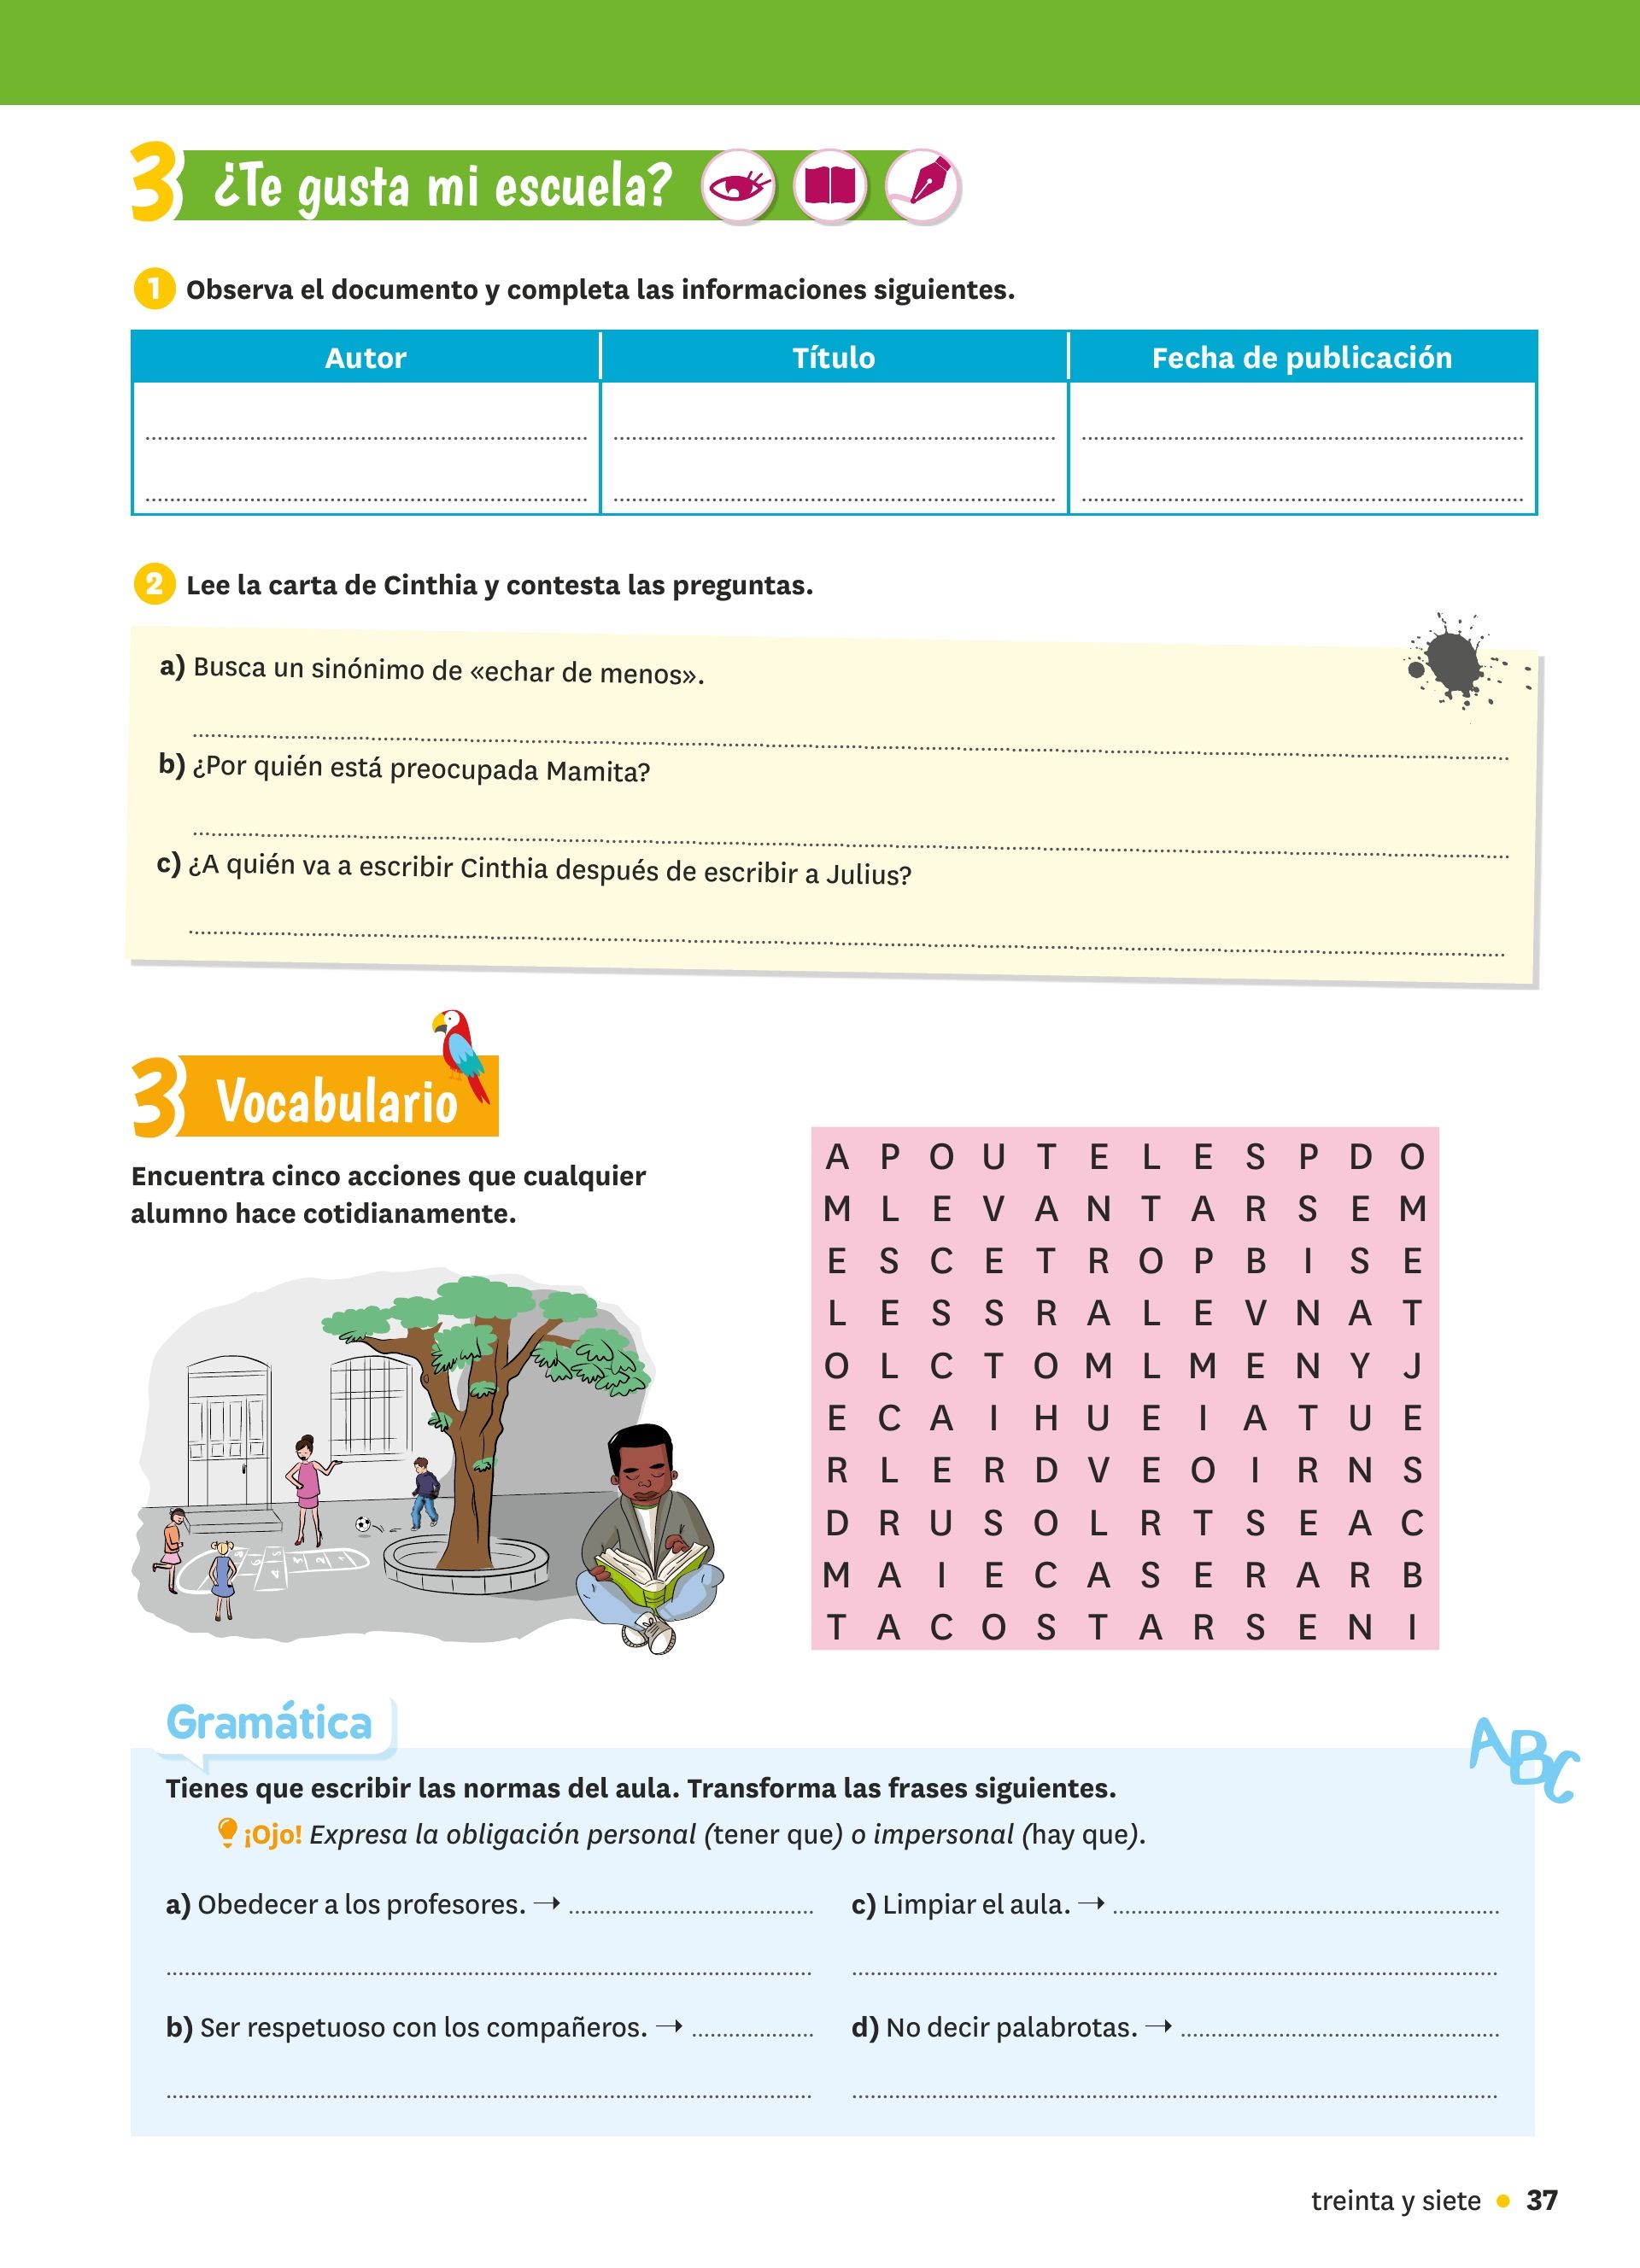 3 ¿Te gusta mi escuela?
1 Observa el documento y completa las informaciones siguientes.
Autor Título Fecha de publicación
2 Lee la carta de Cinthia y contesta las preguntas.
a) Busca un sinónimo de «echar de menos».
b) ¿Por quién está preocupada Mamita?
c) ¿A quién va a escribir Cinthia después de escribir a Julius?
3 Vocabulario
Encuentra cinco acciones que cualquier
alumno hace cotidianamente.
A P O U T E L E S P D O
M L E V A N T A R S E M
E S C E T R O P B I S E
L E S S R A L E V N A T
O L C T O M L M E N Y J
E C A I H U E I A T U E
R L E R D V E O I R N S
D R U S O L R T S E A C
M A I E C A S E R A R B
T A C O S T A R S E N I
Gramática
ABC
Tienes que escribir las normas del aula. Transforma las frases siguientes.
¡Ojo! Expresa la obligación personal (tener que) o impersonal (hay que).
a) Obedecer a los profesores. →
c) Limpiar el aula. →
b) Ser respetuoso con los compañeros. →
d) No decir palabrotas. →
treinta y siete • 37